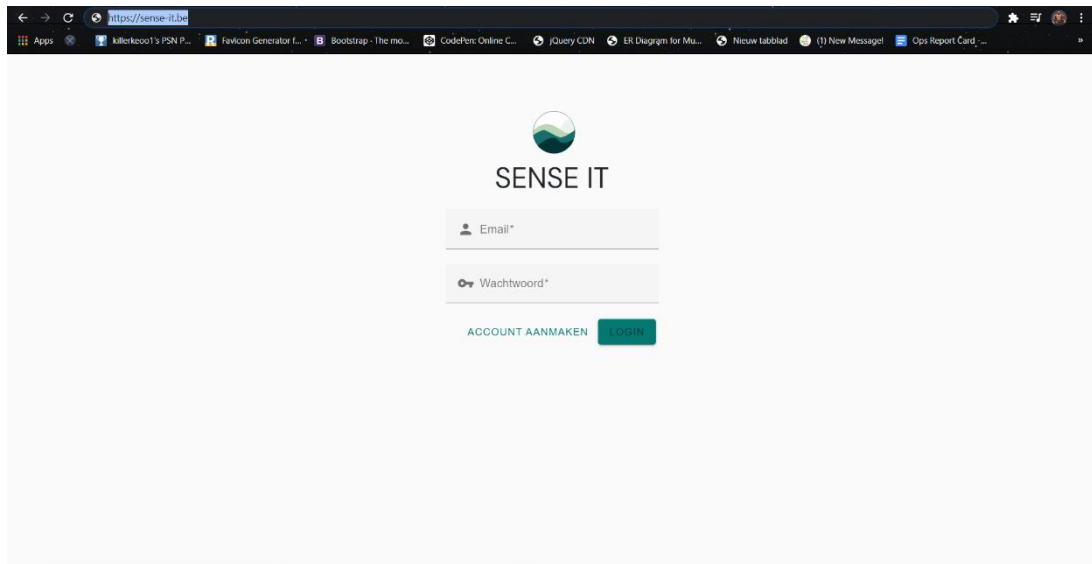 https://sense-it.be
Apps killerkeoo1's PSN P... Favicon Generator f... B Bootstrap · The mo... CodePen: Online C... jQuery CDN ER Diagram for Mu... Nieuw tabblad (1) New Message! Ops Report Card -... »
SENSE IT
Email*
Wachtwoord*
ACCOUNT AANMAKEN LOGIN